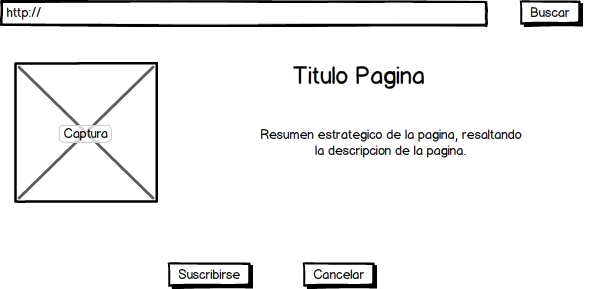 http://
Buscar
Titulo Pagina
Captura
Resumen estrategico de la pagina, resaltando
la descripcion de la pagina.
Suscribirse
Cancelar